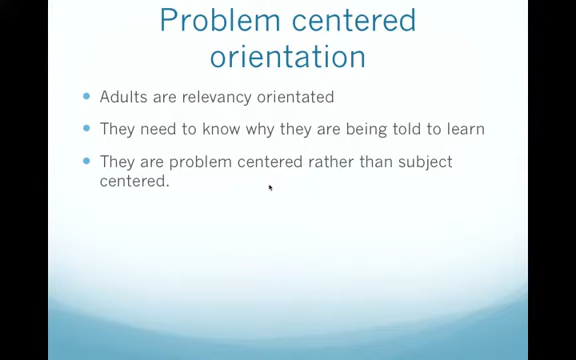 Problem centered
orientation
Adults are relevancy orientated
They need to know why they are being told to learn
They are problem centered rather than subject
centered.